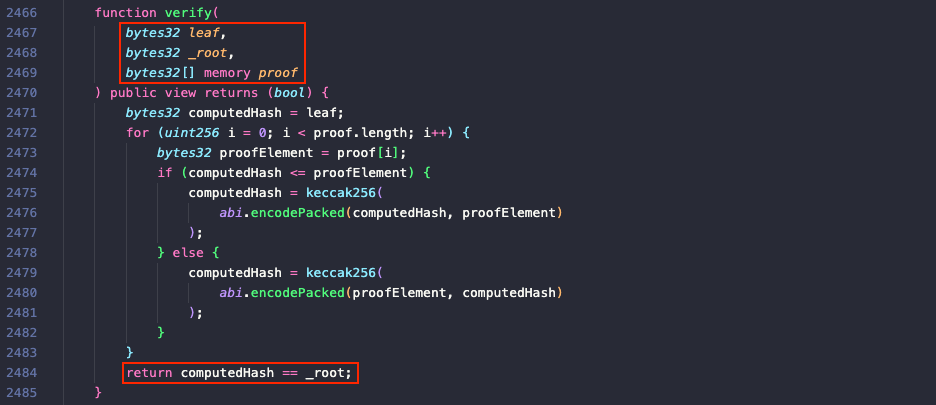 2466 function verify(
2467 bytes32 leaf,
2468 bytes32 _root,
2469 bytes32[] memory proof
2470 ) public view returns (bool) {
2471 bytes32 computedHash = leaf;
2472 for (uint256 i = 0; i < proof.length; i++) {
2473 bytes32 proofElement = proof[i];
2474 if (computedHash <= proofElement) {
2475 computedHash = keccak256(
2476 abi.encodePacked(computedHash, proofElement)
2477 );
2478 } else {
2479 computedHash = keccak256(
2480 abi.encodePacked(proofElement, computedHash)
2481 );
2482 }
2483 }
2484 return computedHash == _root;
2485 }